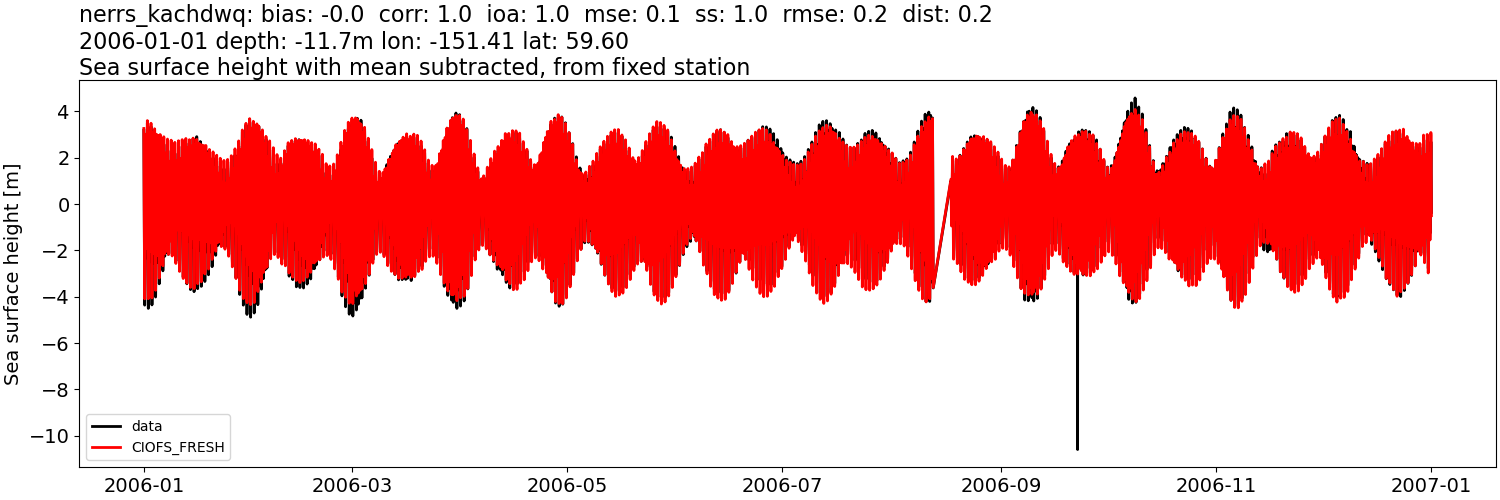 nerrs_kachdwq: bias: -0.0  corr: 1.0  ioa: 1.0  mse: 0.1  ss: 1.0  rmse: 0.2  dist: 0.2
2006-01-01 depth: -11.7m lon: -151.41 lat: 59.60
Sea surface height with mean subtracted, from fixed station
Sea surface height [m]
4
2
0
−2
−4
−6
−8
−10
data
CIOFS_FRESH
2006-01
2006-03
2006-05
2006-07
2006-09
2006-11
2007-01